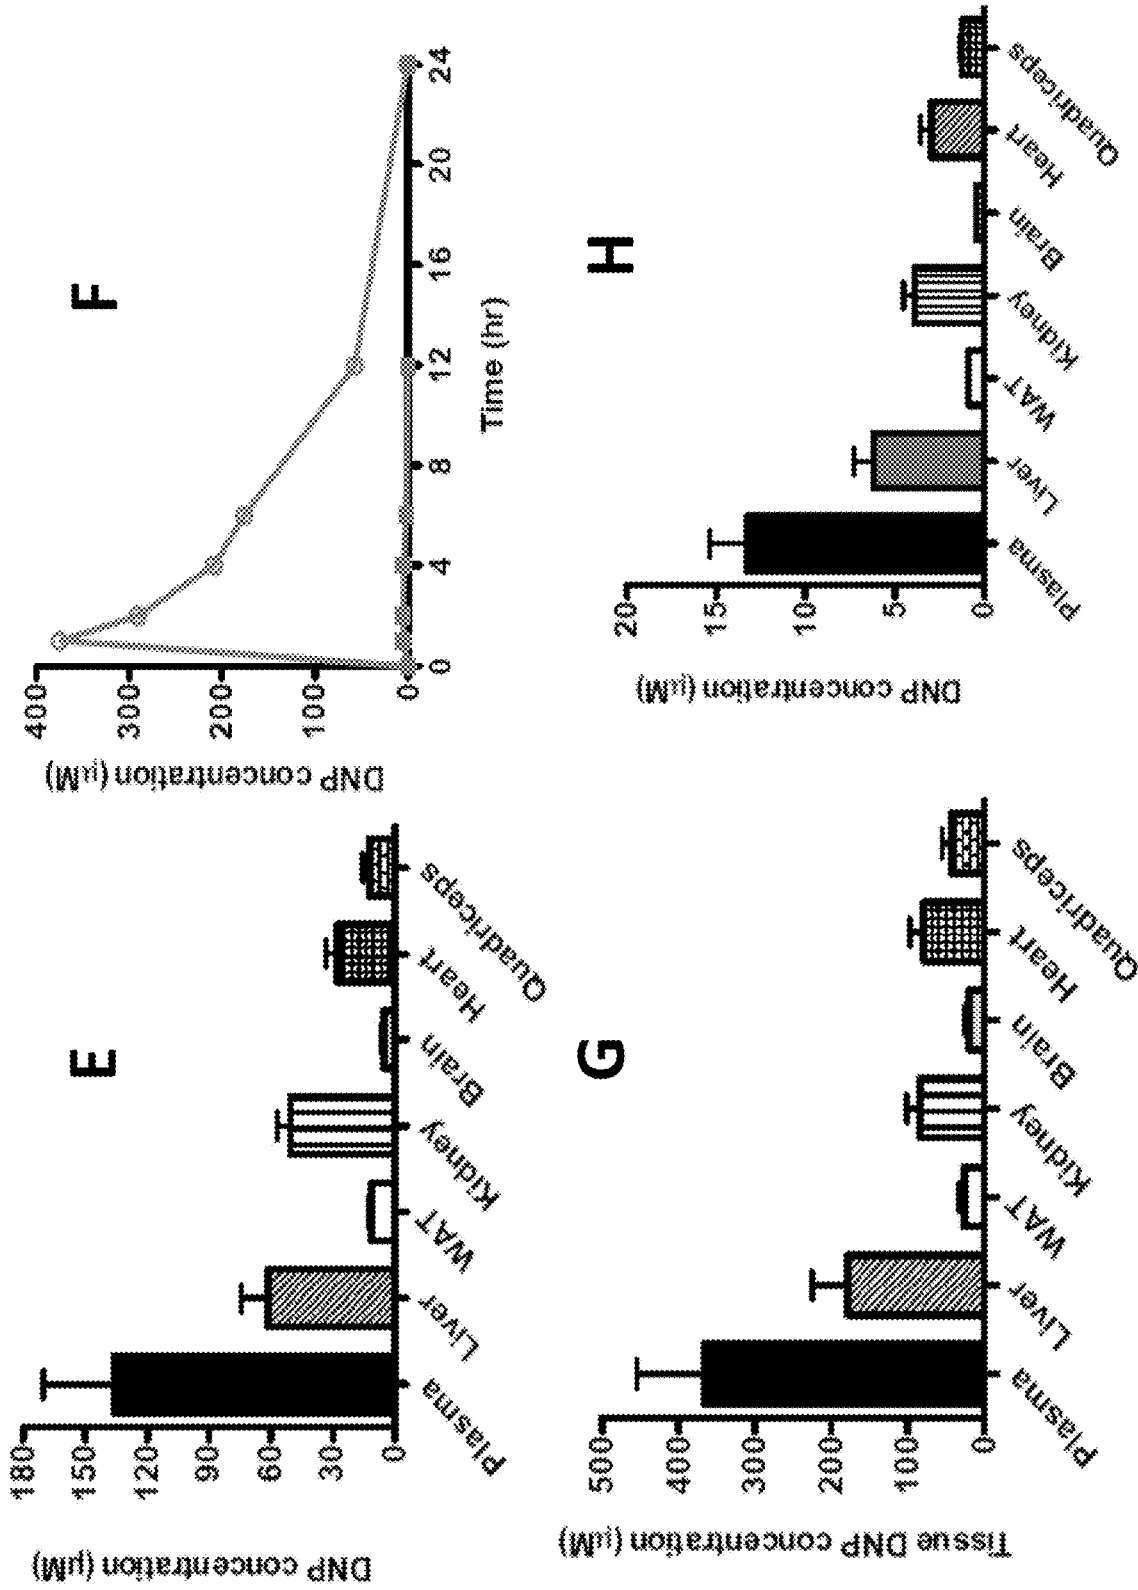 E
DNP concentration (μM)
180
150
120
90
60
30
0
Plasma
Liver
WAT
Kidney
Brain
Heart
Quadriceps
F
DNP concentration (μM)
400
300
200
100
0
0
4
8
12
16
20
24
Time (hr)
G
Tissue DNP concentration (μM)
500
400
300
200
100
0
Plasma
Liver
WAT
Kidney
Brain
Heart
Quadriceps
H
DNP concentration (μM)
20
15
10
5
0
Plasma
Liver
WAT
Kidney
Brain
Heart
Quadriceps